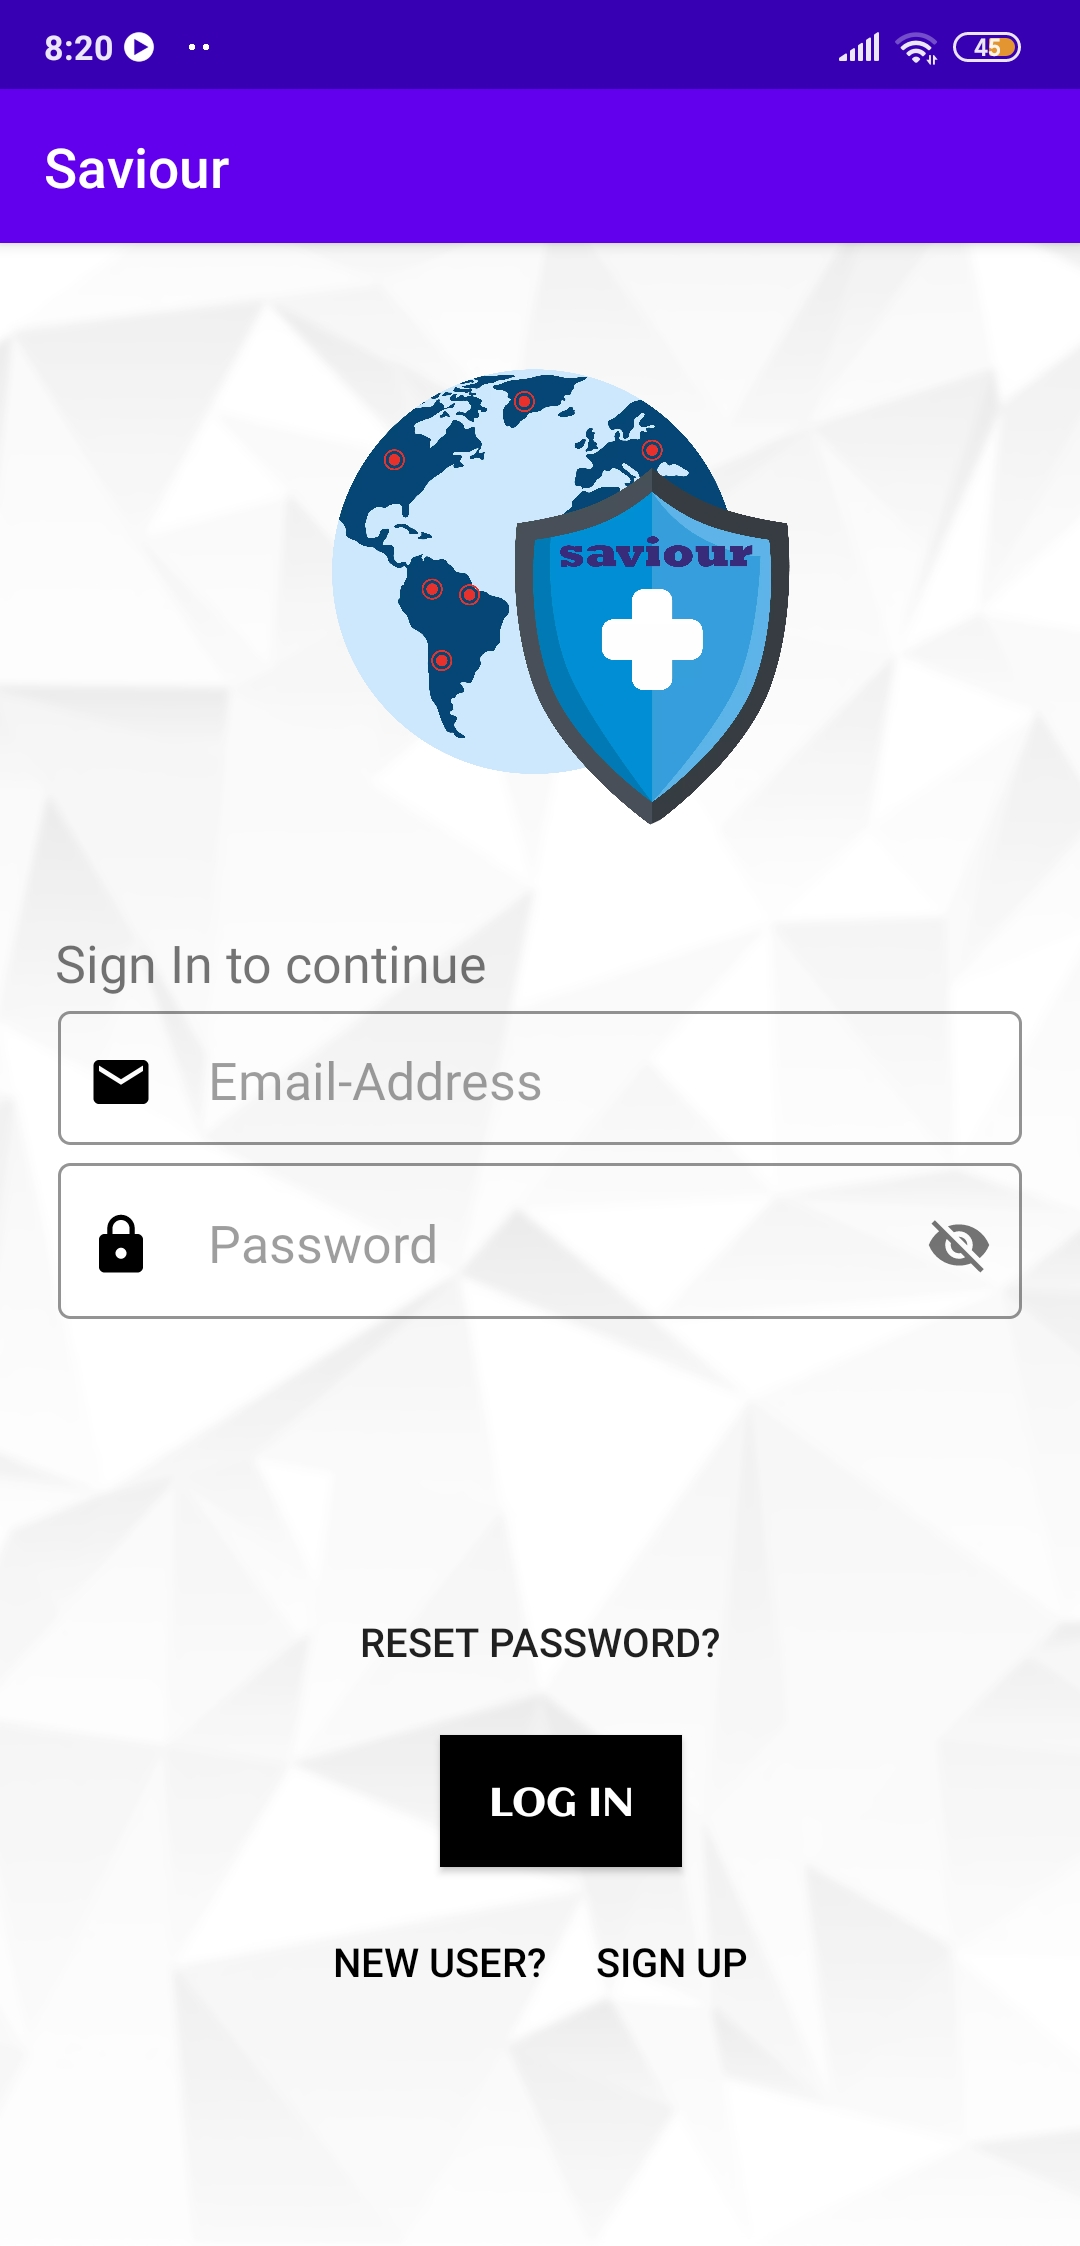 8:20
45
Saviour
saviour
Sign In to continue
Email-Address
Password
RESET PASSWORD?
LOG IN
NEW USER? SIGN UP